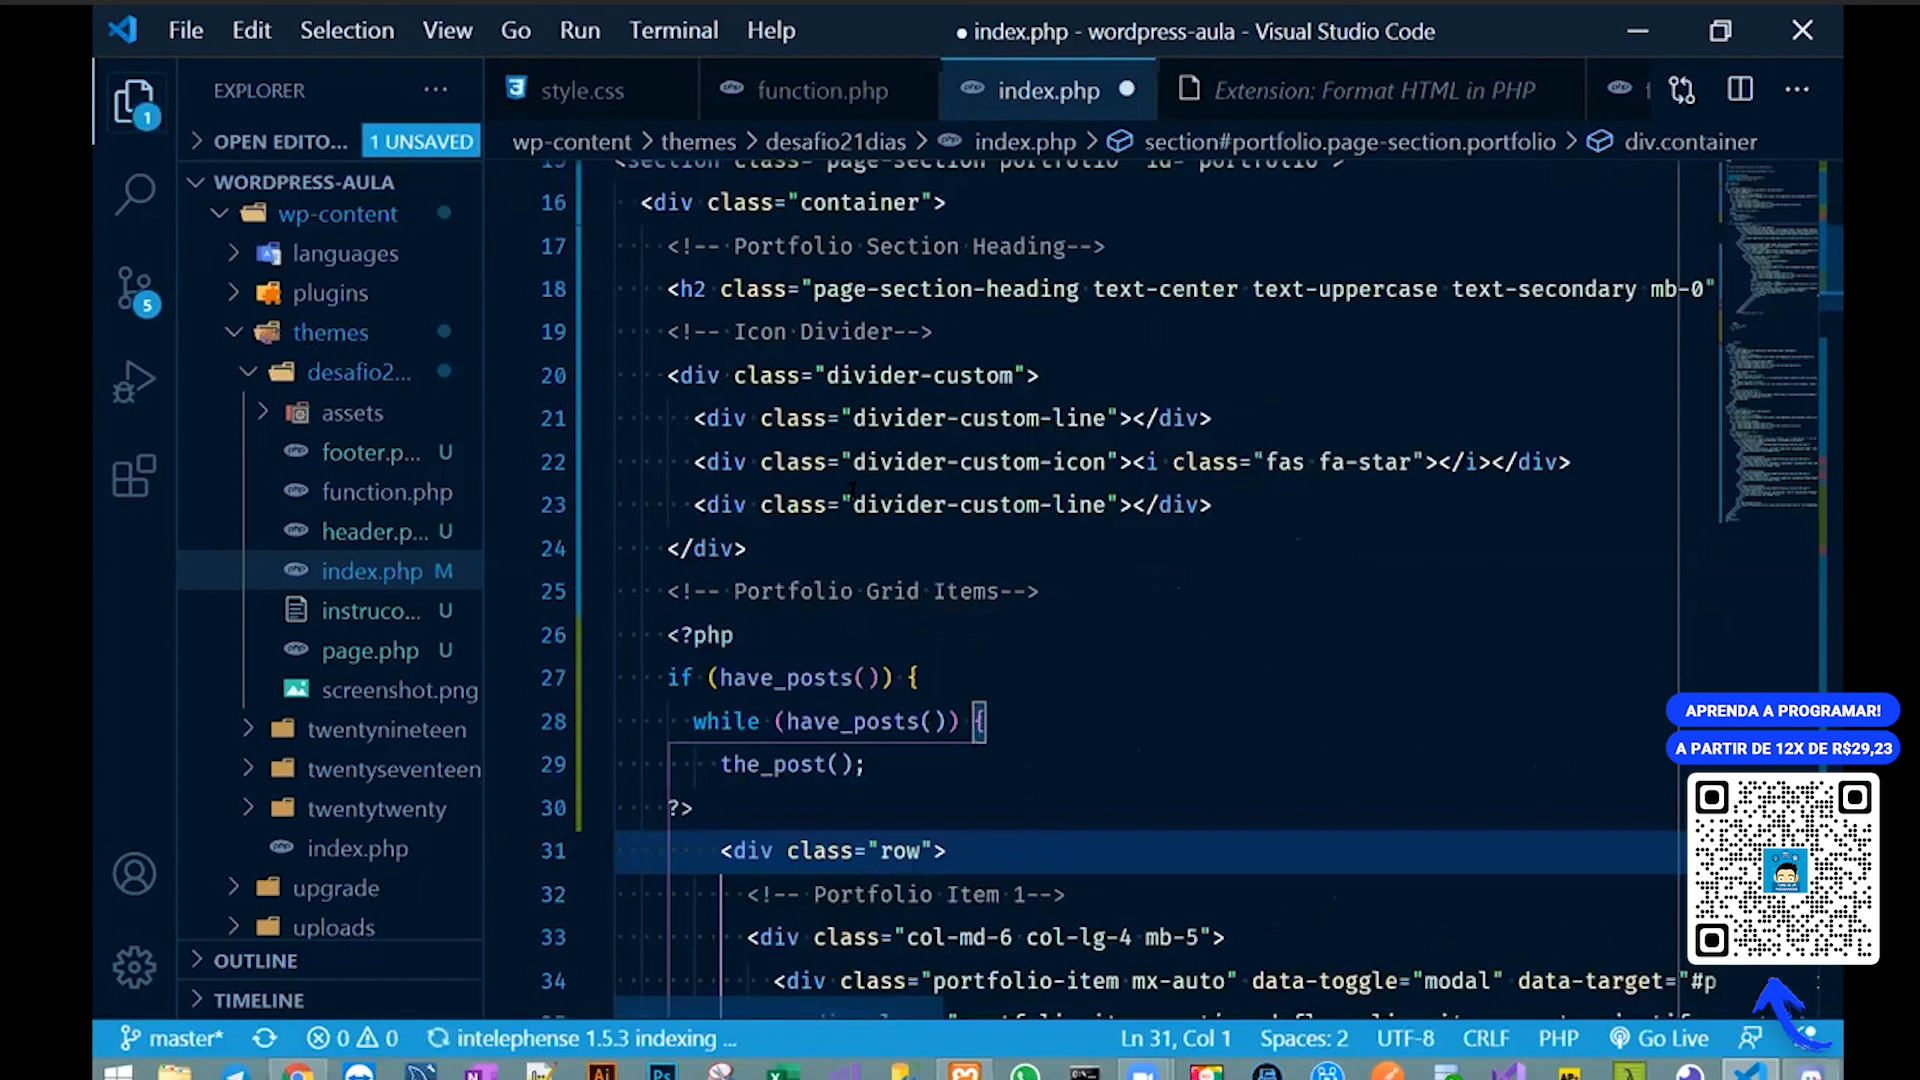 File Edit Selection View Go Run Terminal Help
● index.php - wordpress-aula - Visual Studio Code
EXPLORER
style.css
function.php
index.php
Extension: Format HTML in PHP
OPEN EDITO... 1 UNSAVED
wp-content > themes > desafio21dias > index.php > section#portfolio.page-section.portfolio > div.container
WORDPRESS-AULA
wp-content
languages
plugins
themes
desafio2...
assets
footer.p... U
function.php
header.p... U
index.php M
instruco... U
page.php U
screenshot.png
twentynineteen
twentyseventeen
twentytwenty
index.php
upgrade
uploads
OUTLINE
TIMELINE
1
5
15 <section class="page-section portfolio" id="portfolio">
16 <div class="container">
17 <!-- Portfolio Section Heading-->
18 <h2 class="page-section-heading text-center text-uppercase text-secondary mb-0"
19 <!-- Icon Divider-->
20 <div class="divider-custom">
21 <div class="divider-custom-line"></div>
22 <div class="divider-custom-icon"><i class="fas fa-star"></i></div>
23 <div class="divider-custom-line"></div>
24 </div>
25 <!-- Portfolio Grid Items-->
26 <?php
27 if (have_posts()) {
28 while (have_posts()) {
29 the_post();
30 ?>
31 <div class="row">
32 <!-- Portfolio Item 1-->
33 <div class="col-md-6 col-lg-4 mb-5">
34 <div class="portfolio-item mx-auto" data-toggle="modal" data-target="#p
APRENDA A PROGRAMAR!
A PARTIR DE 12X DE R$29,23
master* 0 0 intelephense 1.5.3 indexing ... Ln 31, Col 1 Spaces: 2 UTF-8 CRLF PHP Go Live